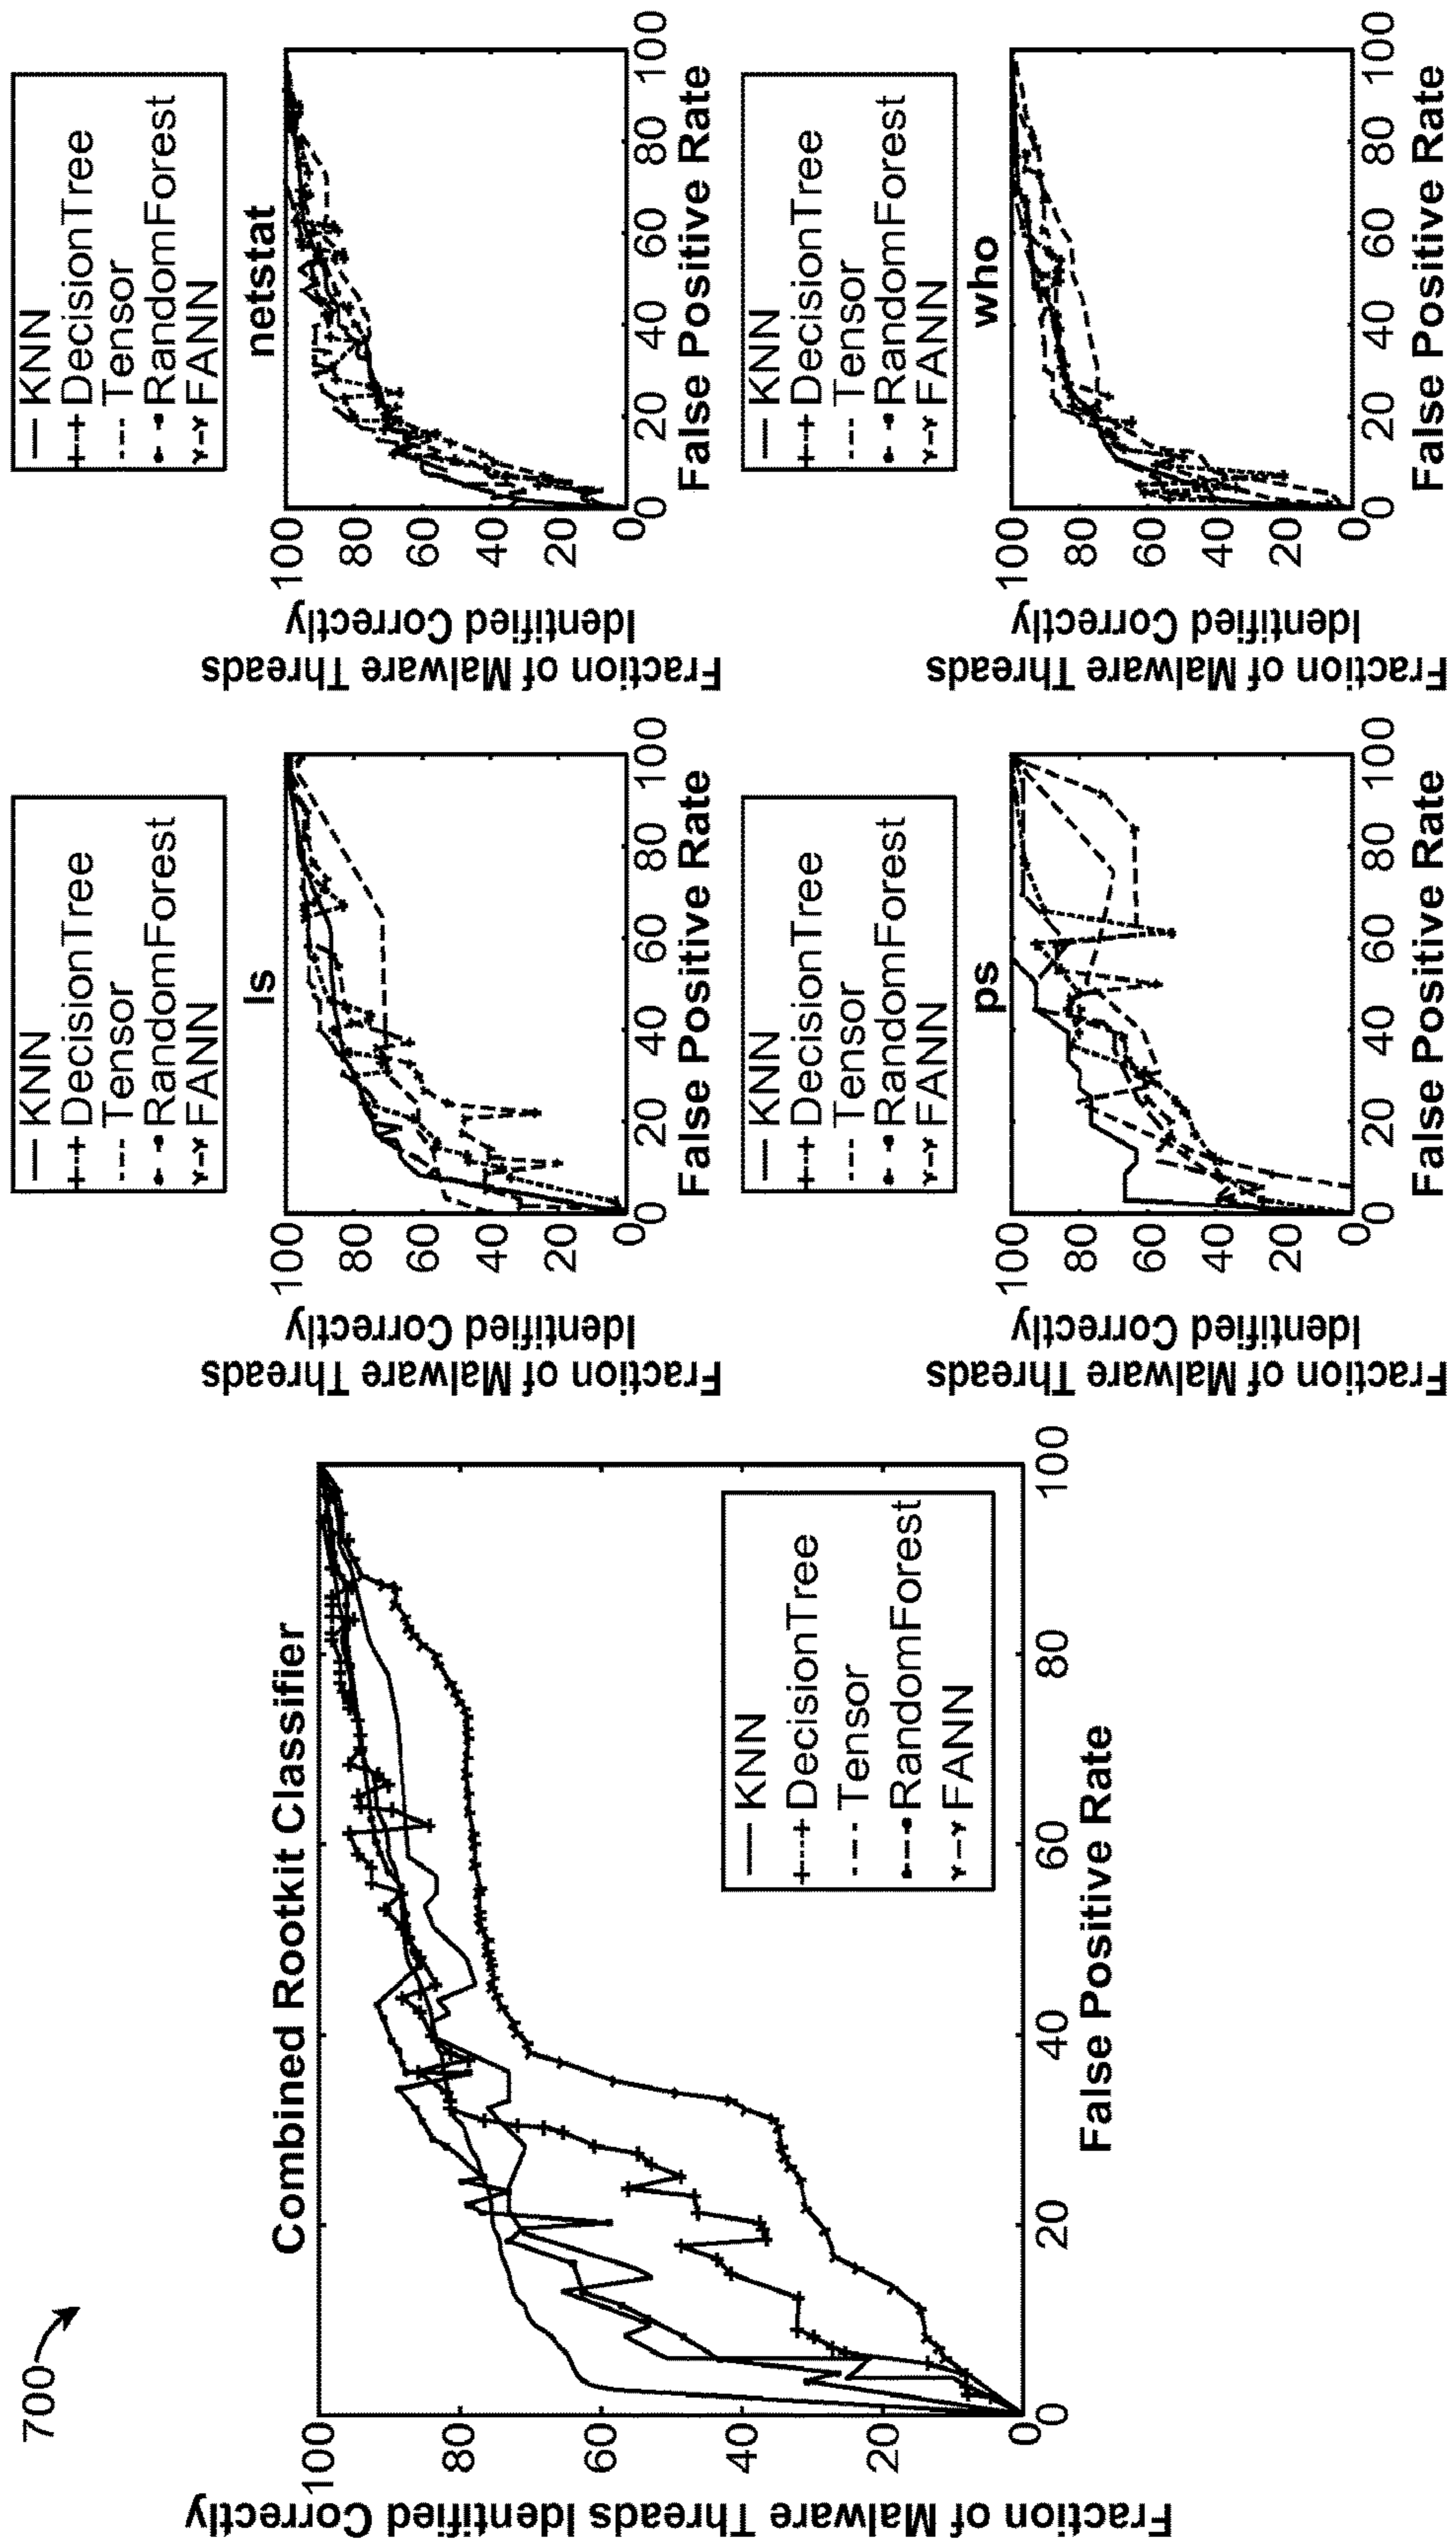 700
Combined Rootkit Classifier
Fraction of Malware Threads Identified Correctly
100
80
60
40
20
0
0
20
40
60
80
100
False Positive Rate
KNN
DecisionTree
Tensor
RandomForest
FANN
KNN
DecisionTree
Tensor
RandomForest
FANN
ls
Fraction of Malware Threads
Identified Correctly
100
80
60
40
20
0
0
20
40
60
80
100
False Positive Rate
KNN
DecisionTree
Tensor
RandomForest
FANN
netstat
Fraction of Malware Threads
Identified Correctly
100
80
60
40
20
0
0
20
40
60
80
100
False Positive Rate
KNN
DecisionTree
Tensor
RandomForest
FANN
ps
Fraction of Malware Threads
Identified Correctly
100
80
60
40
20
0
0
20
40
60
80
100
False Positive Rate
KNN
DecisionTree
Tensor
RandomForest
FANN
who
Fraction of Malware Threads
Identified Correctly
100
80
60
40
20
0
0
20
40
60
80
100
False Positive Rate